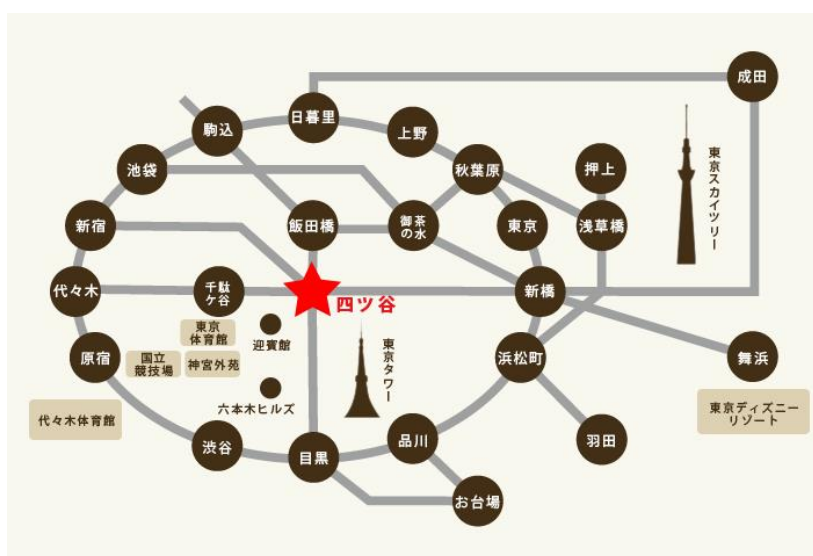 成田
日暮里
駒込
上野
池袋
秋葉原
押上
東京スカイツリー
新宿
飯田橋
御茶
の水
東京
浅草橋
代々木
千駄
ケ谷
四ツ谷
新橋
東京
体育館
迎賓館
東京タワー
原宿
国立
競技場
神宮外苑
浜松町
舞浜
六本木ヒルズ
代々木体育館
東京ディズニー
リゾート
渋谷
目黒
品川
羽田
お台場